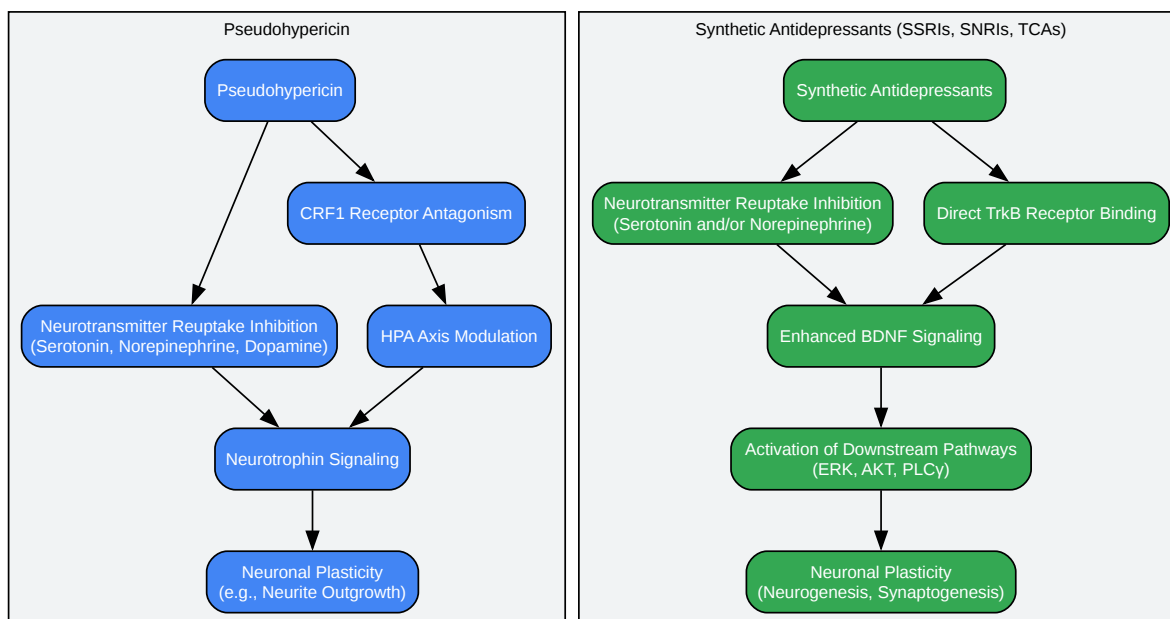 Pseudohypericin
Pseudohypericin
CRF1 Receptor Antagonism
Neurotransmitter Reuptake Inhibition
(Serotonin, Norepinephrine, Dopamine)
HPA Axis Modulation
Neurotrophin Signaling
Neuronal Plasticity
(e.g., Neurite Outgrowth)
Synthetic Antidepressants (SSRIs, SNRIs, TCAs)
Synthetic Antidepressants
Neurotransmitter Reuptake Inhibition
(Serotonin and/or Norepinephrine)
Direct TrkB Receptor Binding
Enhanced BDNF Signaling
Activation of Downstream Pathways
(ERK, AKT, PLCγ)
Neuronal Plasticity
(Neurogenesis, Synaptogenesis)